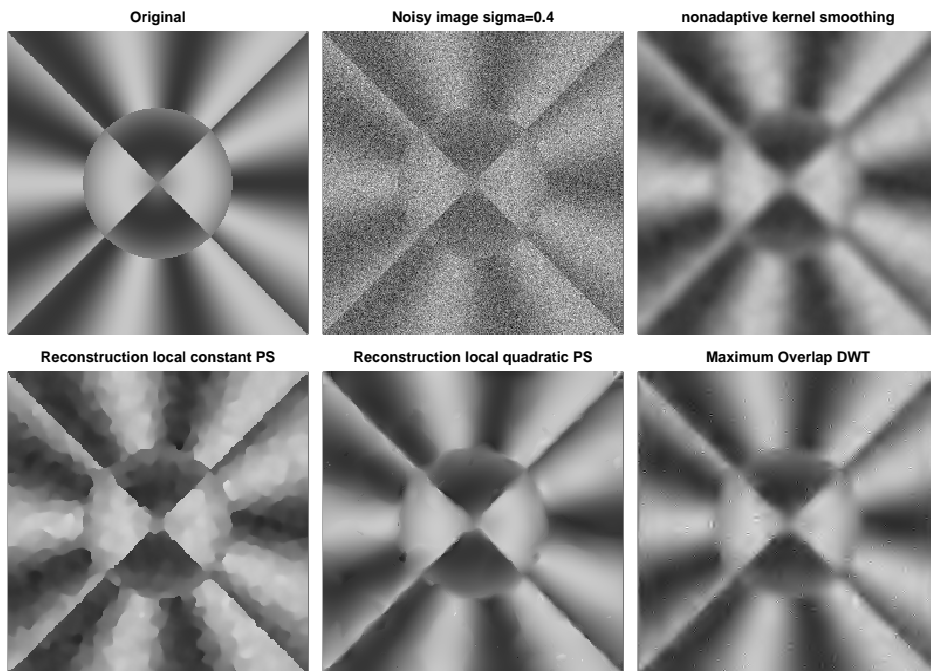 Original
Noisy image sigma=0.4
nonadaptive kernel smoothing
Reconstruction local constant PS
Reconstruction local quadratic PS
Maximum Overlap DWT